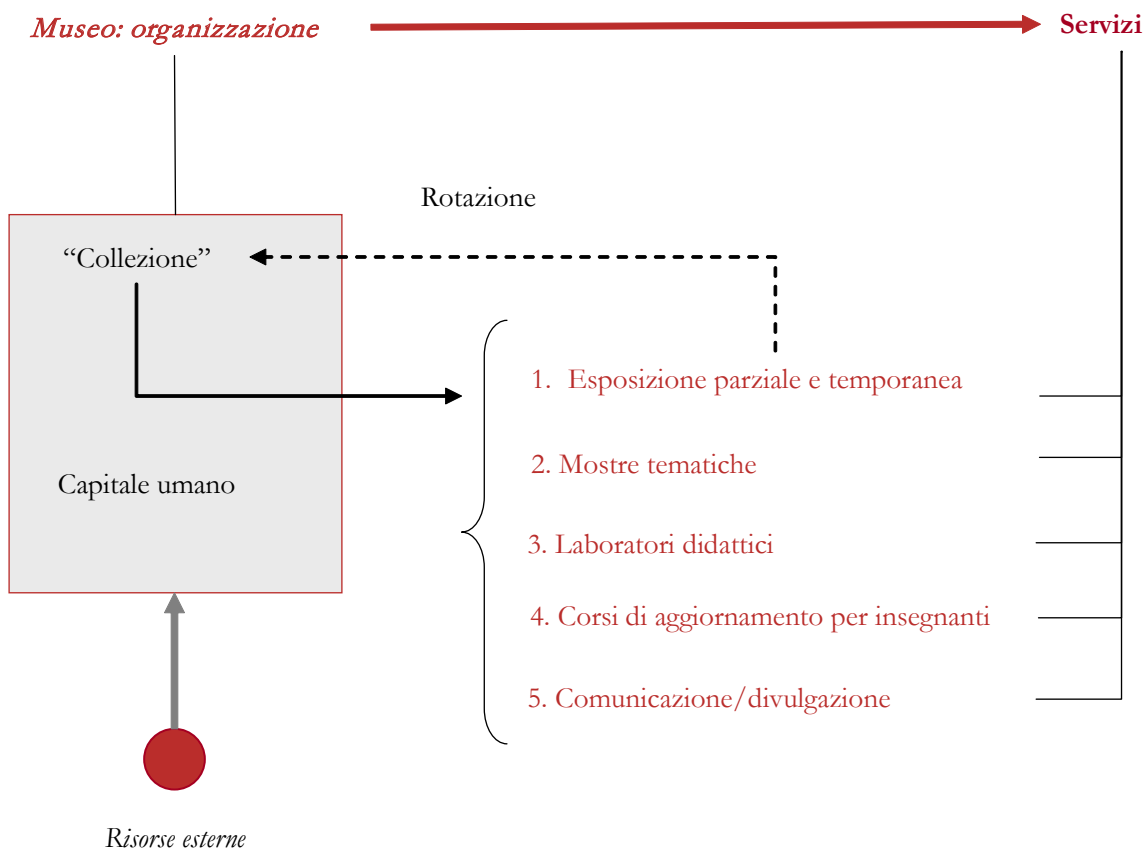 Museo: organizzazione
Servizi
Rotazione
“Collezione”
1. Esposizione parziale e temporanea
2. Mostre tematiche
Capitale umano
3. Laboratori didattici
4. Corsi di aggiornamento per insegnanti
5. Comunicazione/divulgazione
Risorse esterne